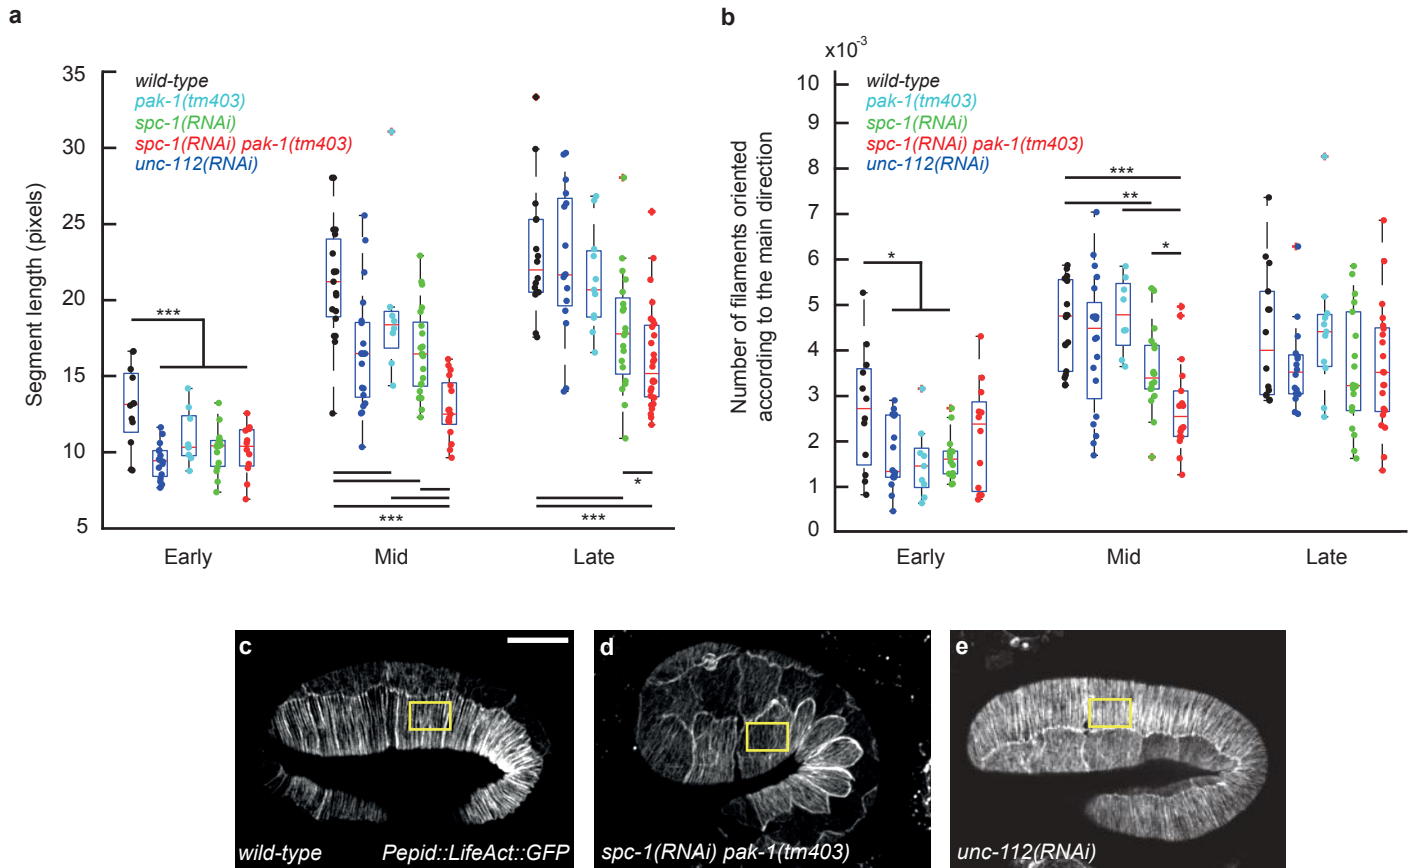 a
Segment length (pixels)
35
30
25
20
15
10
5
wild-type
pak-1(tm403)
spc-1(RNAi)
spc-1(RNAi) pak-1(tm403)
unc-112(RNAi)
***
***
***
*
Early
Mid
Late
b
x10-3
Number of filaments oriented
according to the main direction
10
9
8
7
6
5
4
3
2
1
0
wild-type
pak-1(tm403)
spc-1(RNAi)
spc-1(RNAi) pak-1(tm403)
unc-112(RNAi)
*
***
**
*
Early
Mid
Late
c
wild-type
Pepid::LifeAct::GFP
d
spc-1(RNAi) pak-1(tm403)
e
unc-112(RNAi)